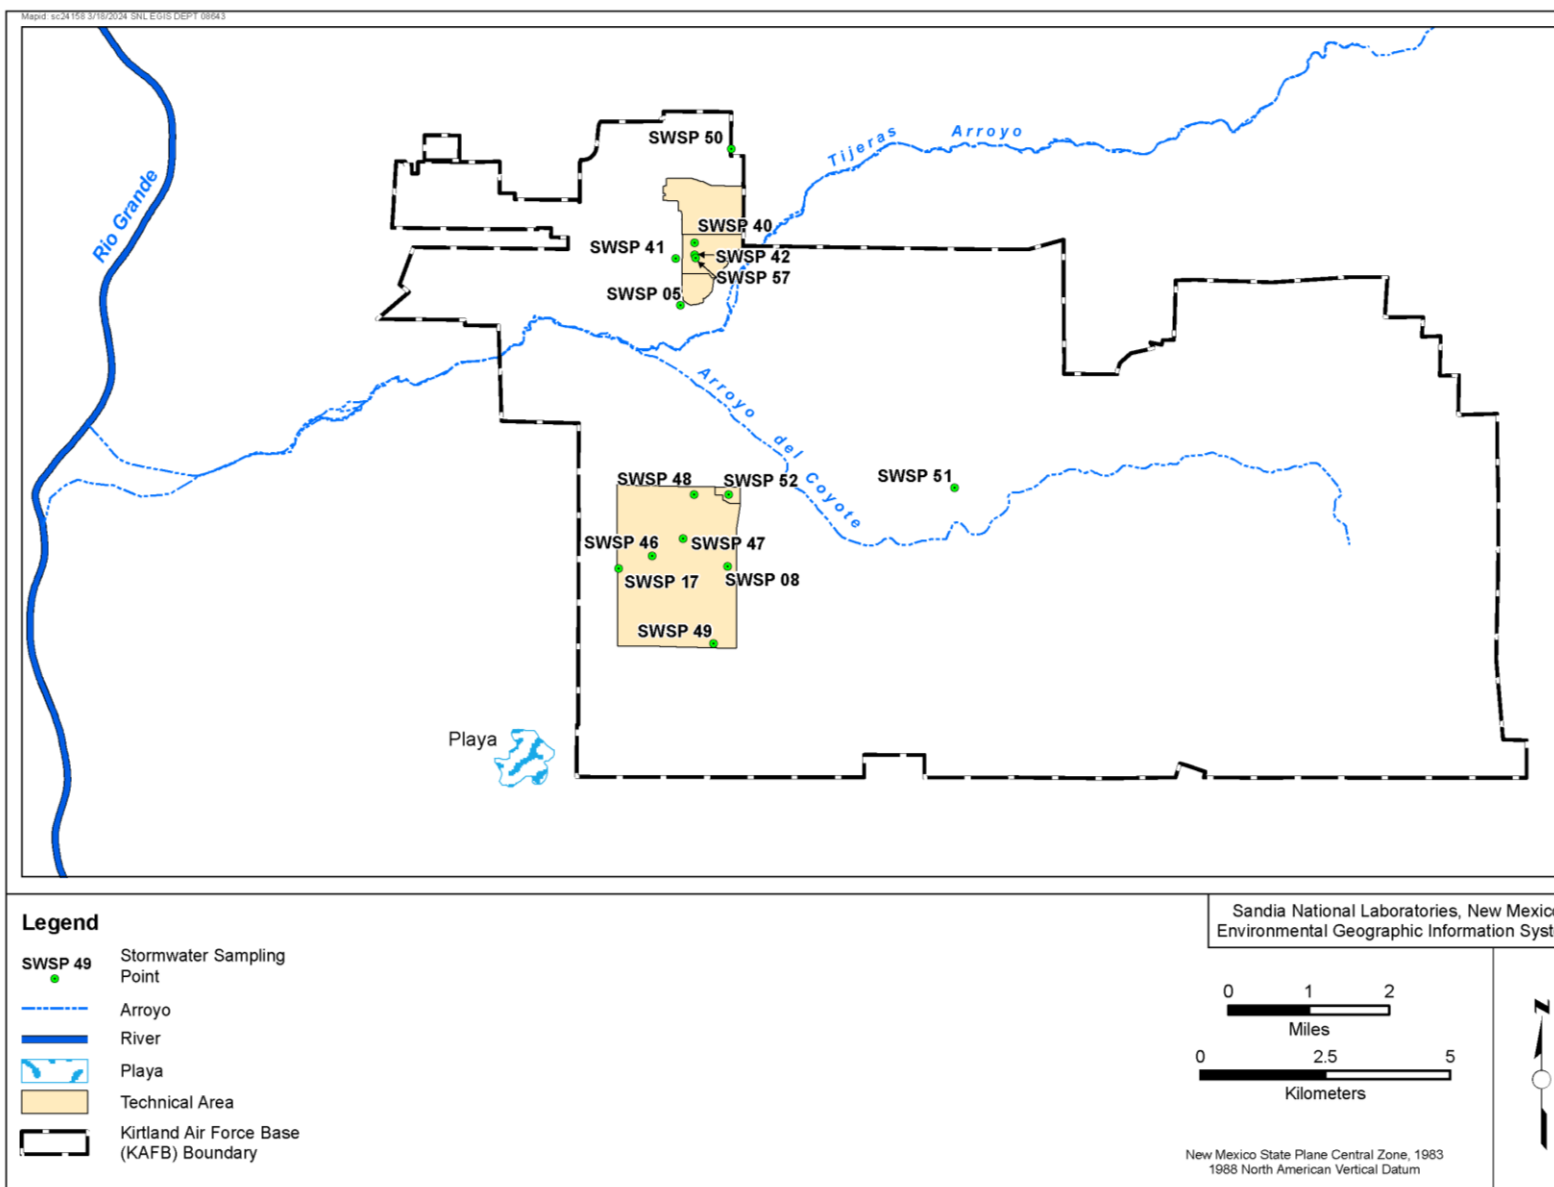 Mapid: sc24158 3/18/2024 SNL EGIS DEPT 08643
SWSP 50
Tijeras Arroyo
Rio Grande
SWSP 40
SWSP 41
SWSP 42
SWSP 57
SWSP 05
Arroyo del Coyote
SWSP 51
SWSP 48
SWSP 52
SWSP 46
SWSP 47
SWSP 17
SWSP 08
SWSP 49
Playa
Legend
SWSP 49
Stormwater Sampling
Point
Arroyo
River
Playa
Technical Area
Kirtland Air Force Base
(KAFB) Boundary
Sandia National Laboratories, New Mexico
Environmental Geographic Information Syst
0 1 2
Miles
0 2.5 5
Kilometers
N
New Mexico State Plane Central Zone, 1983
1988 North American Vertical Datum